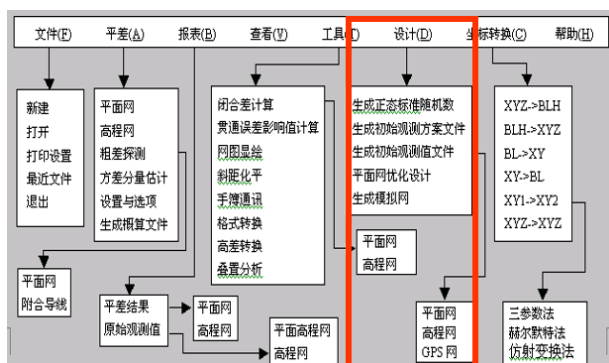 文件(F) 平差(A) 报表(B) 查看(V) 工具(T) 设计(D) 坐标转换(C) 帮助(H)
新建
打开
打印设置
最近文件
退出
平面网
高程网
粗差探测
方差分量估计
设置与选项
生成概算文件
闭合差计算
贯通误差影响值计算
网图显绘
斜距化平
手簿通讯
格式转换
高差转换
叠置分析
生成正态标准随机数
生成初始观测方案文件
生成初始观测值文件
平面网优化设计
生成模拟网
XYZ->BLH
BLH->XYZ
BL->XY
XY->BL
XY1->XY2
XYZ->XYZ
平面网
高程网
平面网
附合导线
平差结果
原始观测值
平面网
高程网
平面高程网
高程网
平面网
高程网
GPS 网
三参数法
赫尔默特法
仿射变换法